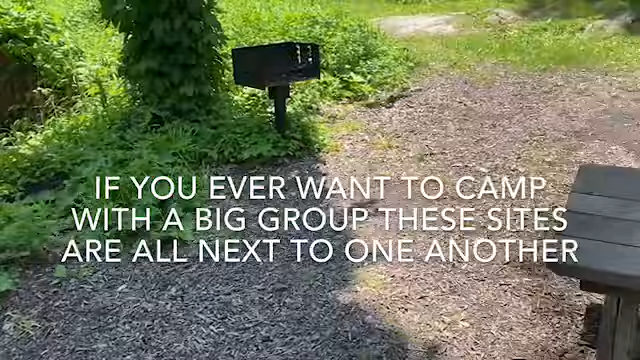 IF YOU EVER WANT TO CAMP
WITH A BIG GROUP THESE SITES
ARE ALL NEXT TO ONE ANOTHER